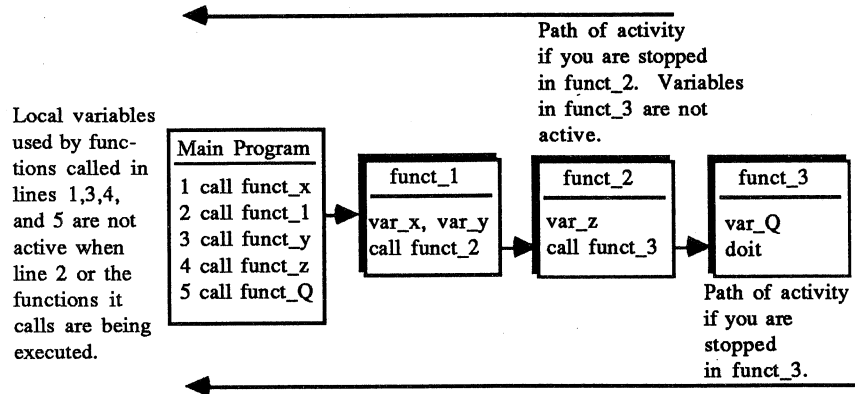 Path of activity
if you are stopped
in funct_2. Variables
in funct_3 are not
active.
Local variables
used by func-
tions called in
lines 1,3,4,
and 5 are not
active when
line 2 or the
functions it
calls are being
executed.
Main Program
1 call funct_x
2 call funct_1
3 call funct_y
4 call funct_z
5 call funct_Q
funct_1
var_x, var_y
call funct_2
funct_2
var_z
call funct_3
funct_3
var_Q
doit
Path of activity
if you are
stopped
in funct_3.